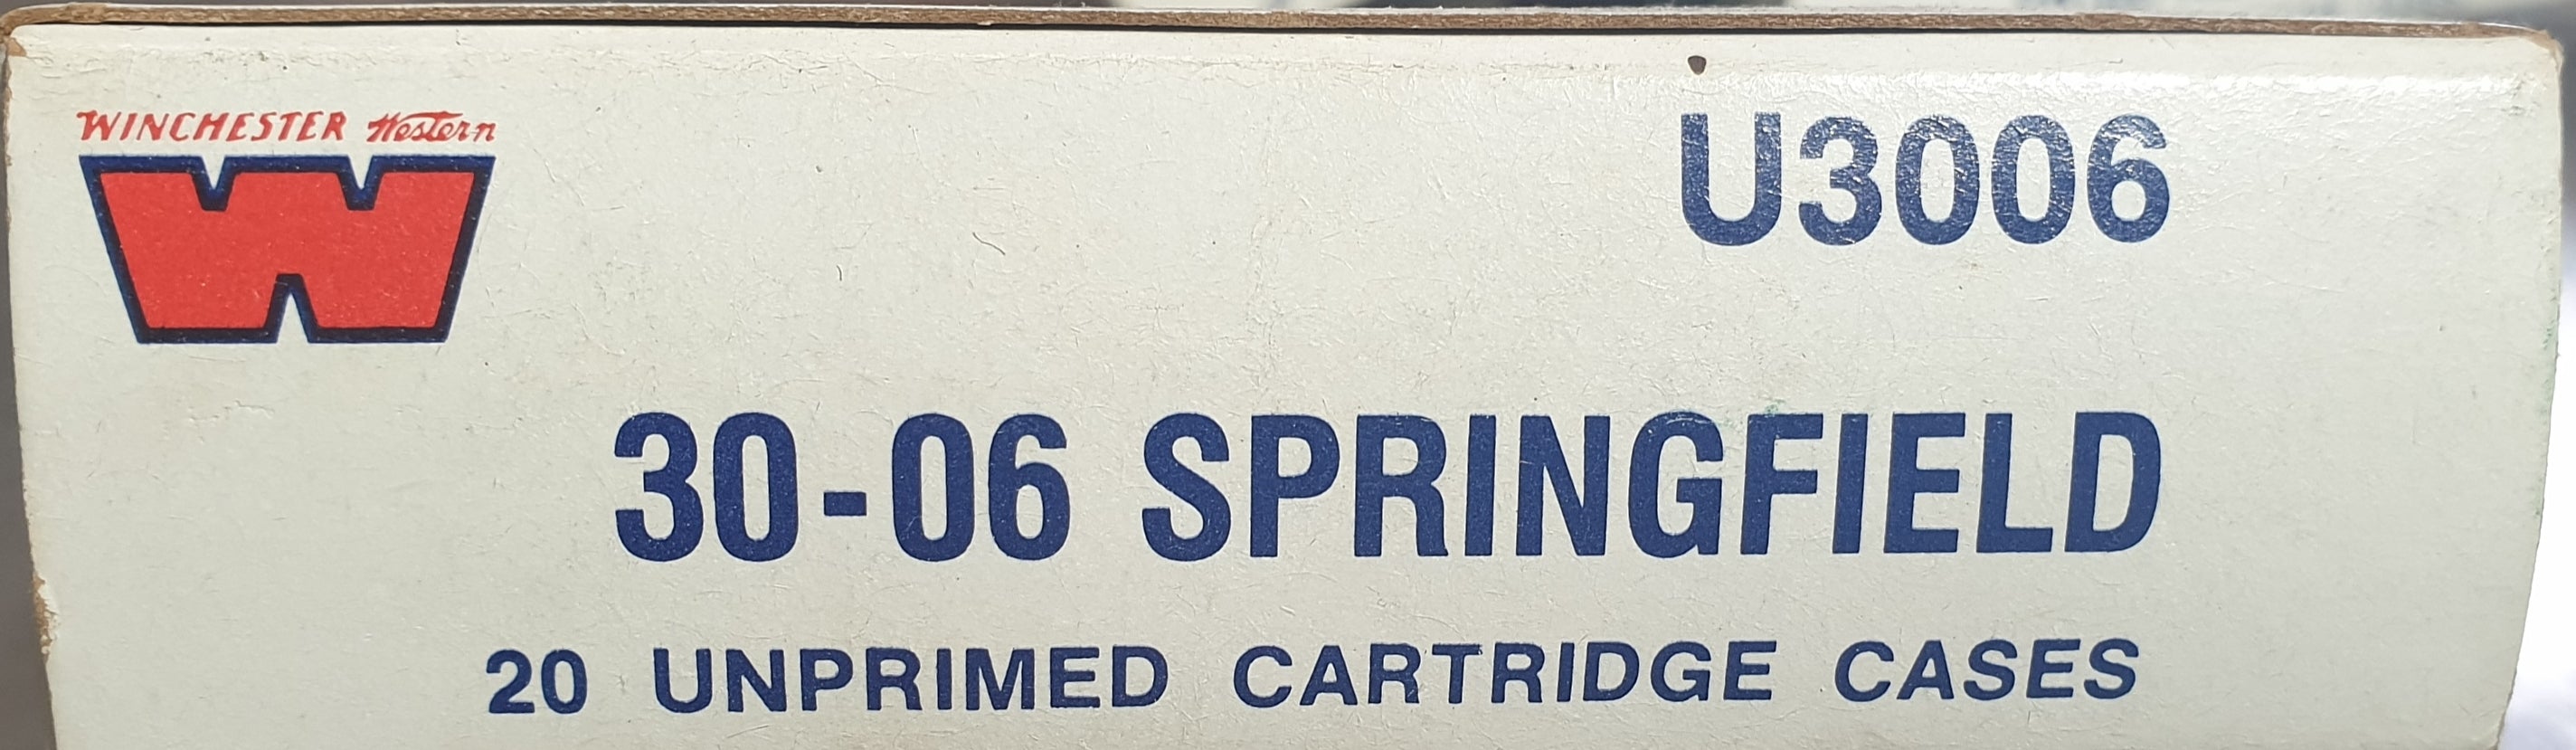 WINCHESTER Western
W
U3006
30-06 SPRINGFIELD
20 UNPRIMED CARTRIDGE CASES